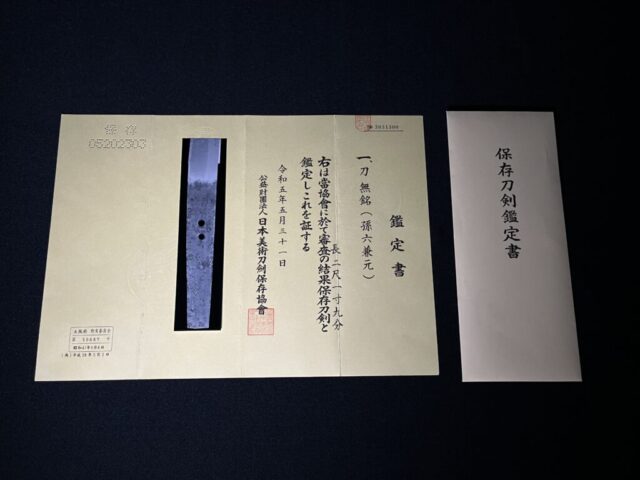 鑑定書
一、刀 無銘(孫六兼元)
長二尺一寸九分
右は當協會に於て審査の結果保存刀剣と
鑑定しこれを証する
令和五年五月三十一日
公益財團法人日本美術刀劍保存協會
保存
05202303
保存刀剣鑑定書